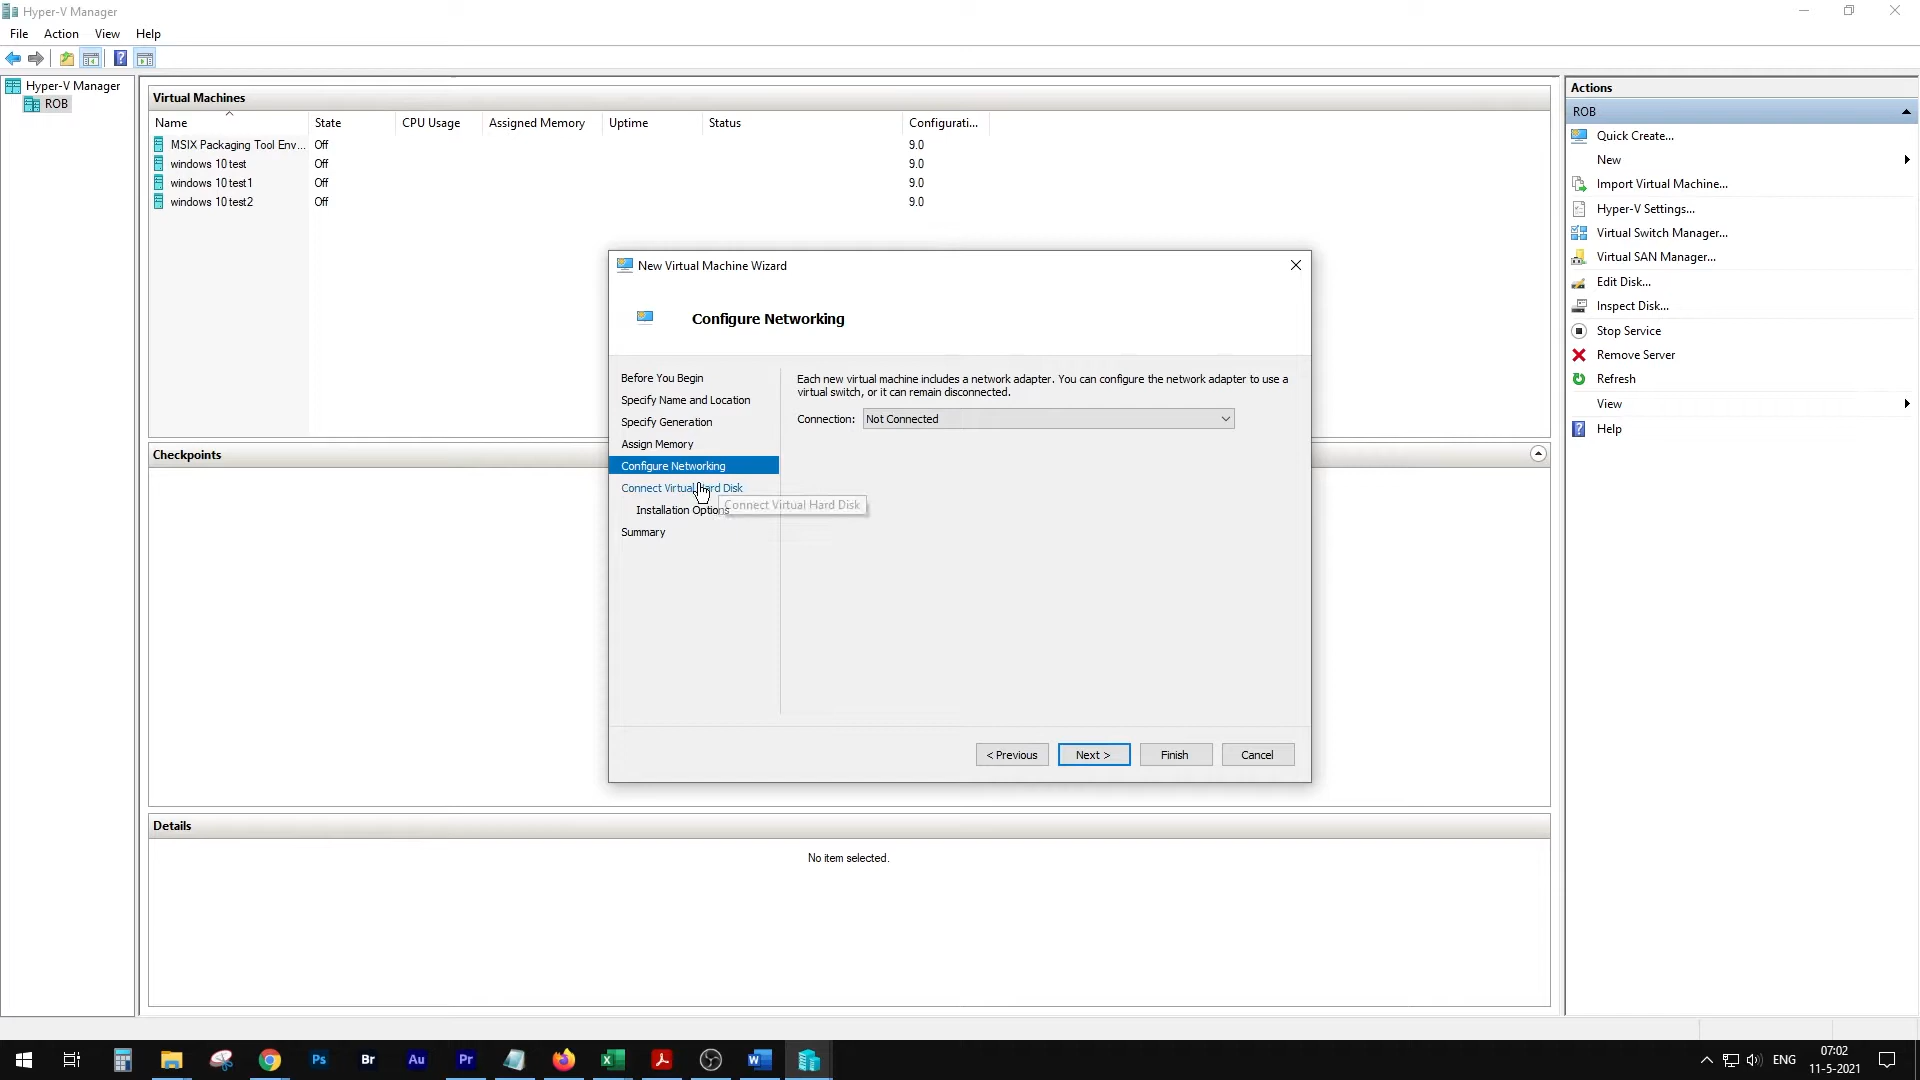 Hyper-V Manager
File Action View Help
Hyper-V Manager
ROB
Virtual Machines
Name State CPU Usage Assigned Memory Uptime Status Configurati...
MSIX Packaging Tool Env... Off 9.0
windows 10 test Off 9.0
windows 10 test1 Off 9.0
windows 10 test2 Off 9.0
New Virtual Machine Wizard
Configure Networking
Before You Begin
Specify Name and Location
Specify Generation
Assign Memory
Configure Networking
Connect Virtual Hard Disk
Installation Options
Summary
Connect Virtual Hard Disk
Each new virtual machine includes a network adapter. You can configure the network adapter to use a
virtual switch, or it can remain disconnected.
Connection: Not Connected
< Previous Next > Finish Cancel
Checkpoints
Details
No item selected.
Actions
ROB
Quick Create...
New
Import Virtual Machine...
Hyper-V Settings...
Virtual Switch Manager...
Virtual SAN Manager...
Edit Disk...
Inspect Disk...
Stop Service
Remove Server
Refresh
View
Help
Ps Br Au Pr
ENG
07:02
11-5-2021